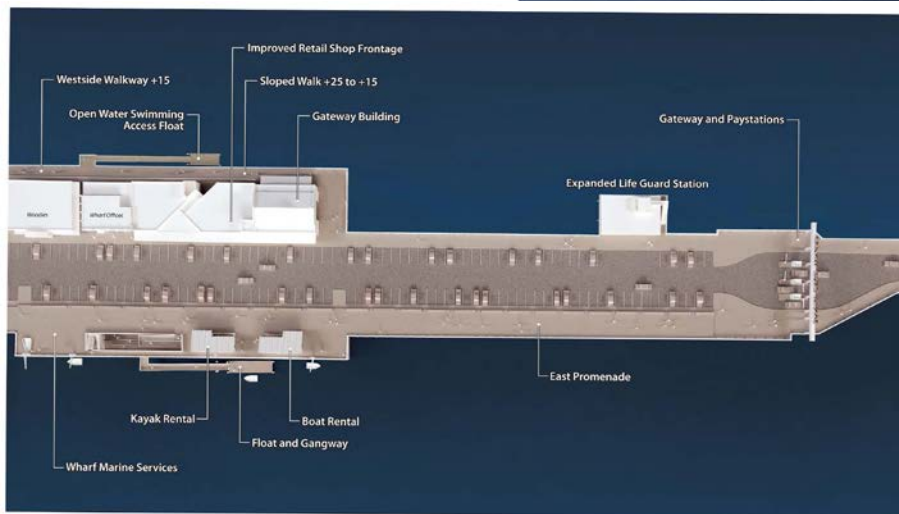 Improved Retail Shop Frontage
Westside Walkway +15
Sloped Walk +25 to +15
Open Water Swimming
Access Float
Gateway Building
Gateway and Paystations
Expanded Life Guard Station
Woodies
Wharf Offices
East Promenade
Kayak Rental
Boat Rental
Float and Gangway
Wharf Marine Services